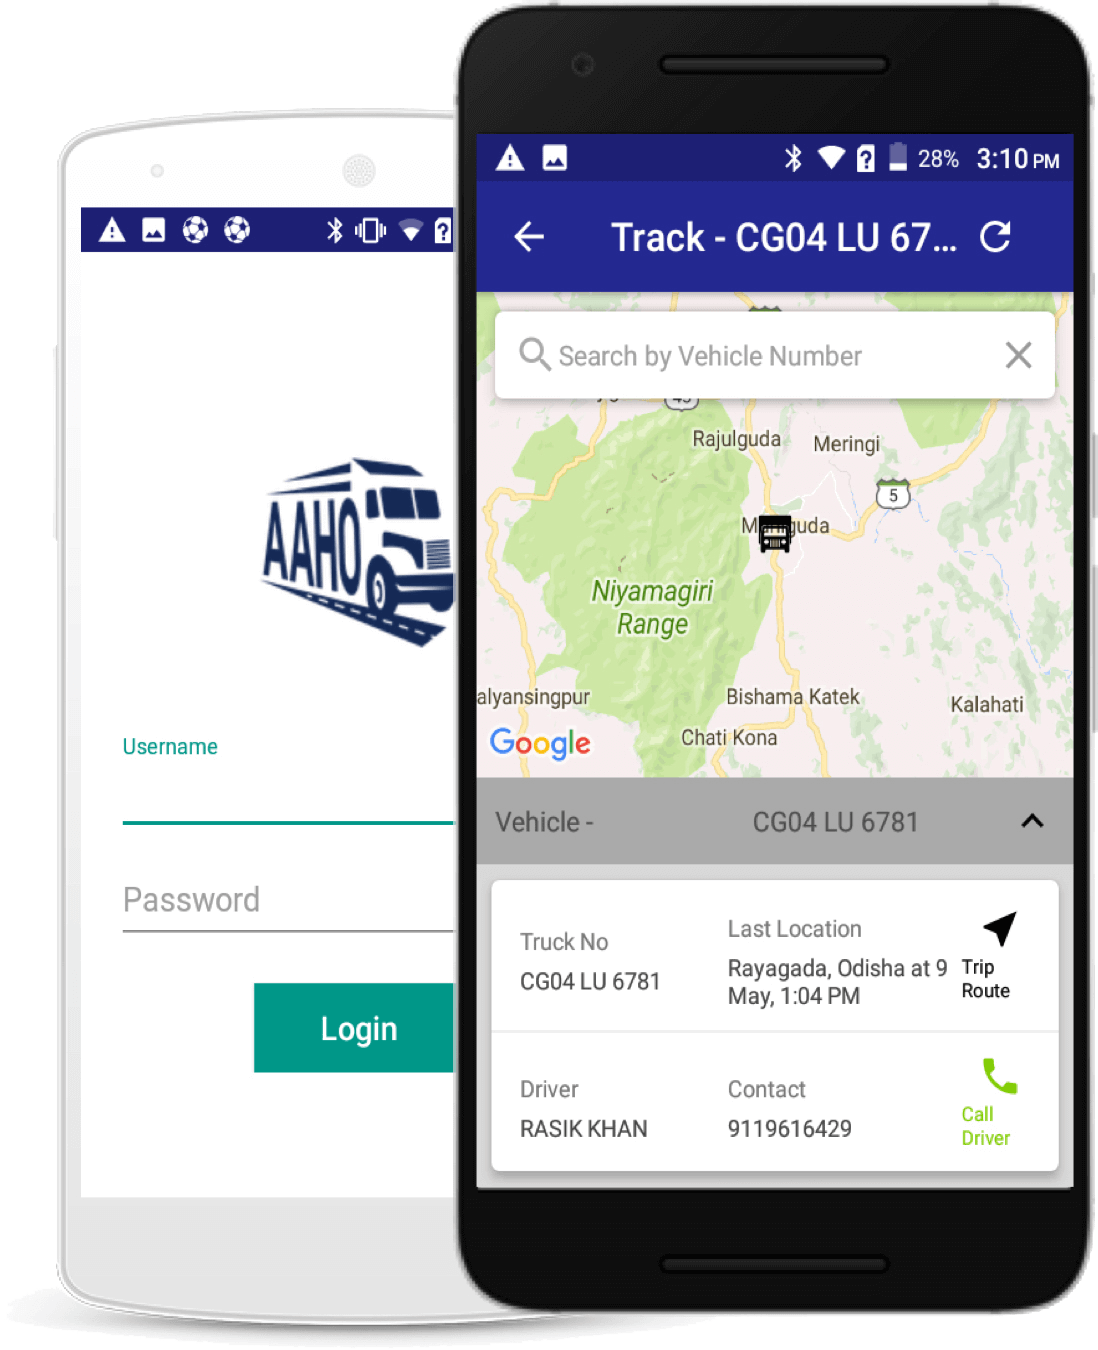 AAHO
Username
Password
Login
28% 3:10 PM
Track - CG04 LU 67...
Search by Vehicle Number
Rajulguda
Meringi
5
Niyamagiri
Range
alyansingpur
Bishama Katek
Kalahati
Chati Kona
Google
Vehicle - CG04 LU 6781
Truck No
CG04 LU 6781
Last Location
Rayagada, Odisha at 9
May, 1:04 PM
Trip
Route
Driver
RASIK KHAN
Contact
9119616429
Call
Driver